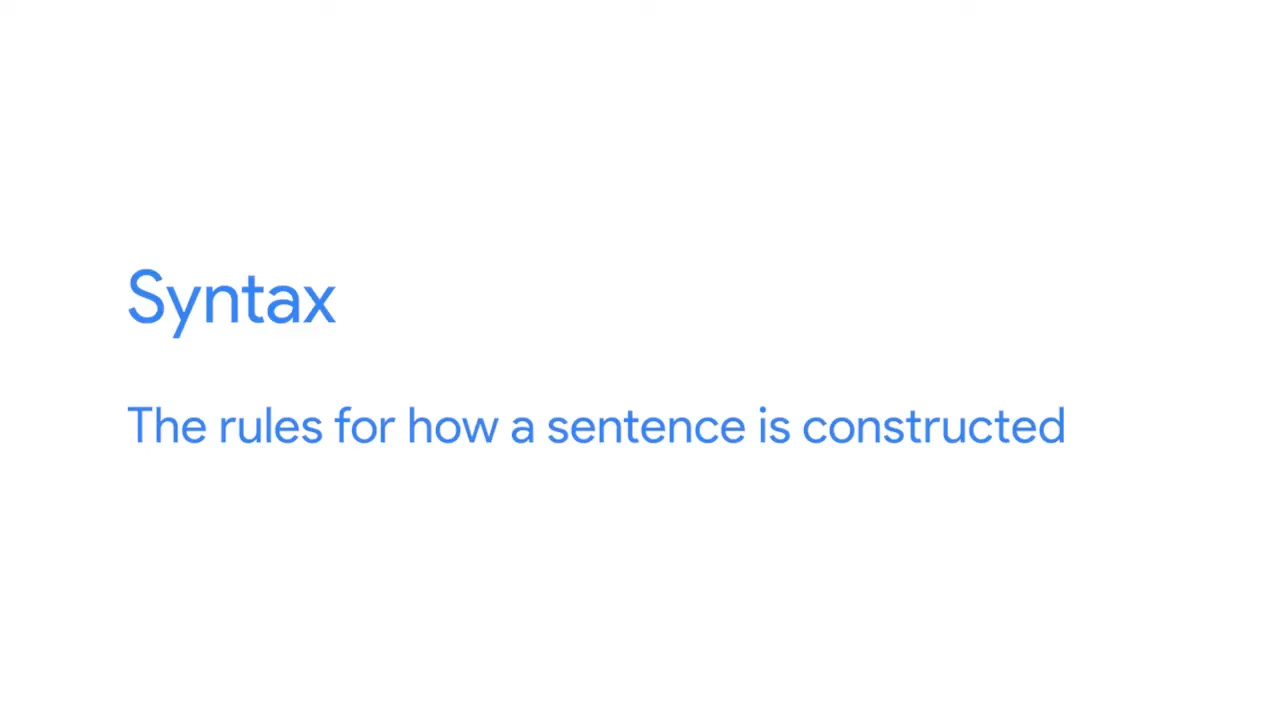 Syntax
The rules for how a sentence is constructed